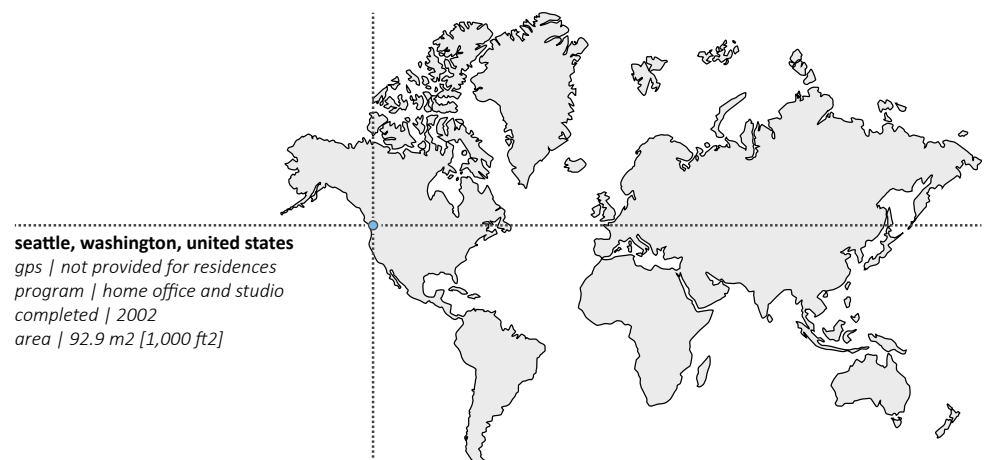 seattle, washington, united states
gps | not provided for residences
program | home office and studio
completed | 2002
area | 92.9 m2 [1,000 ft2]